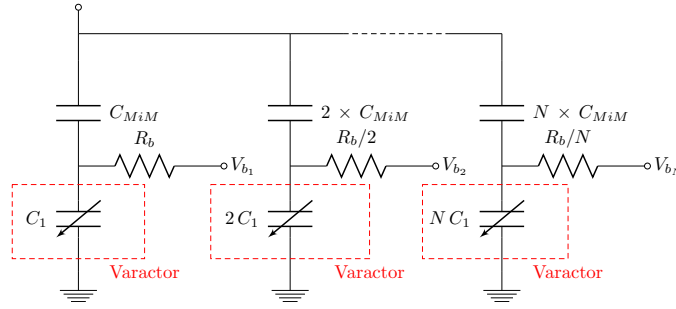 C_{MiM} 2 × C_{MiM} N × C_{MiM}
R_b R_b/2 R_b/N
V_{b_1} V_{b_2}
C_1 2 C_1 N C_1
Varactor Varactor Varactor